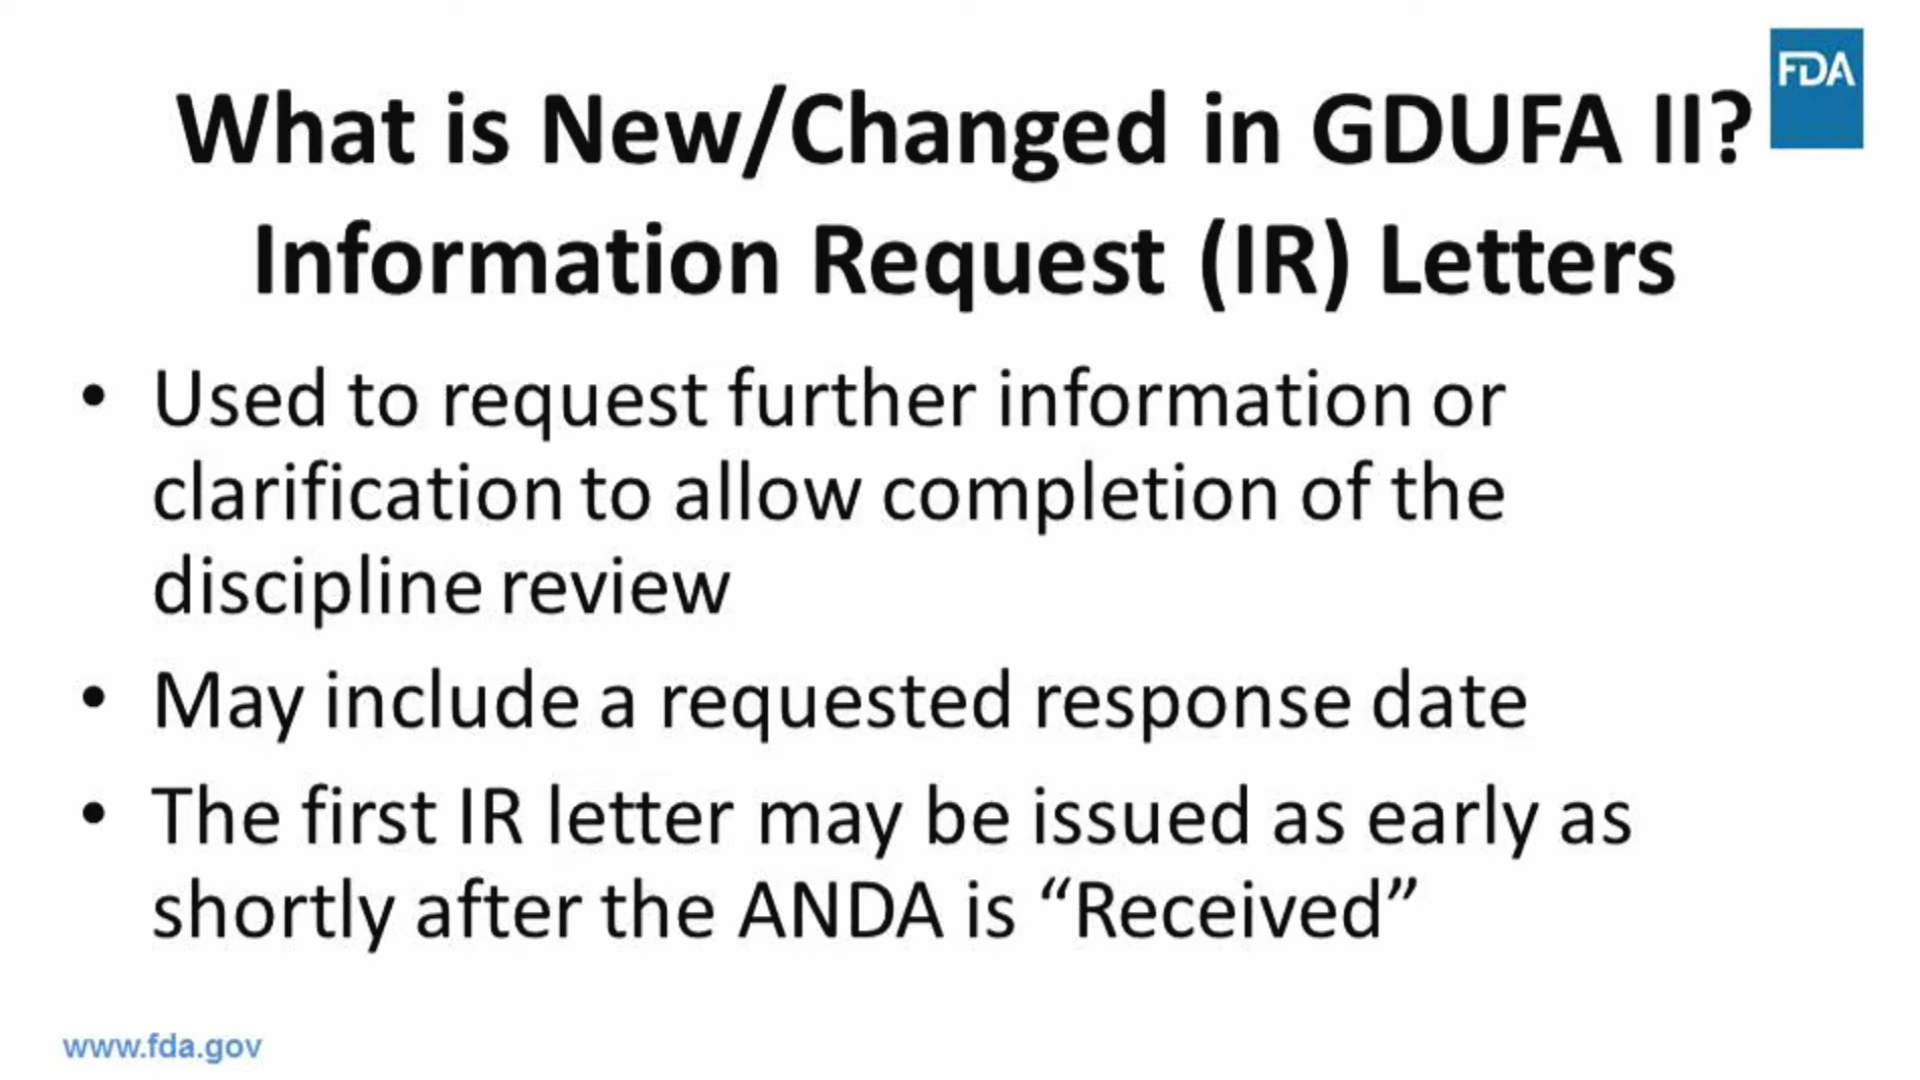 FDA
What is New/Changed in GDUFA II?
Information Request (IR) Letters
• Used to request further information or
clarification to allow completion of the
discipline review
• May include a requested response date
• The first IR letter may be issued as early as
shortly after the ANDA is “Received”
www.fda.gov